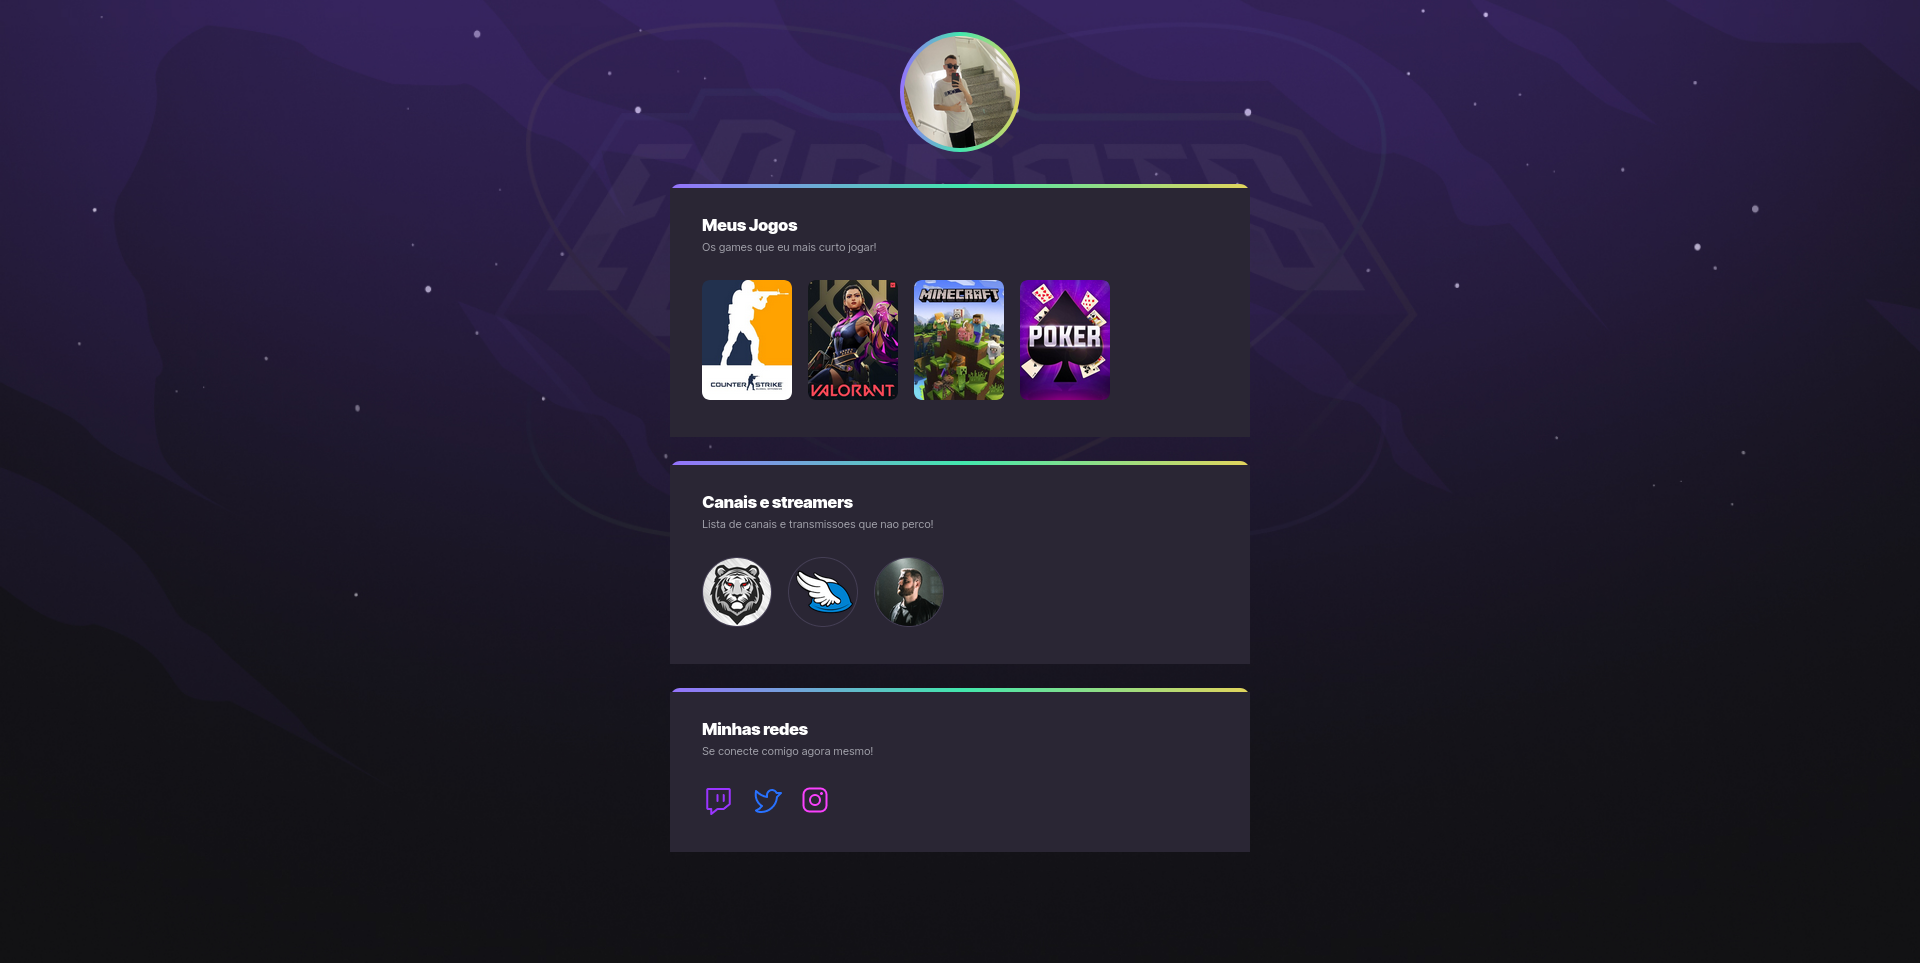 eSPORTS
Meus Jogos
Os games que eu mais curto jogar!
COUNTER STRIKE
VALORANT
MINECRAFT
POKER
Canais e streamers
Lista de canais e transmissoes que nao perco!
Minhas redes
Se conecte comigo agora mesmo!